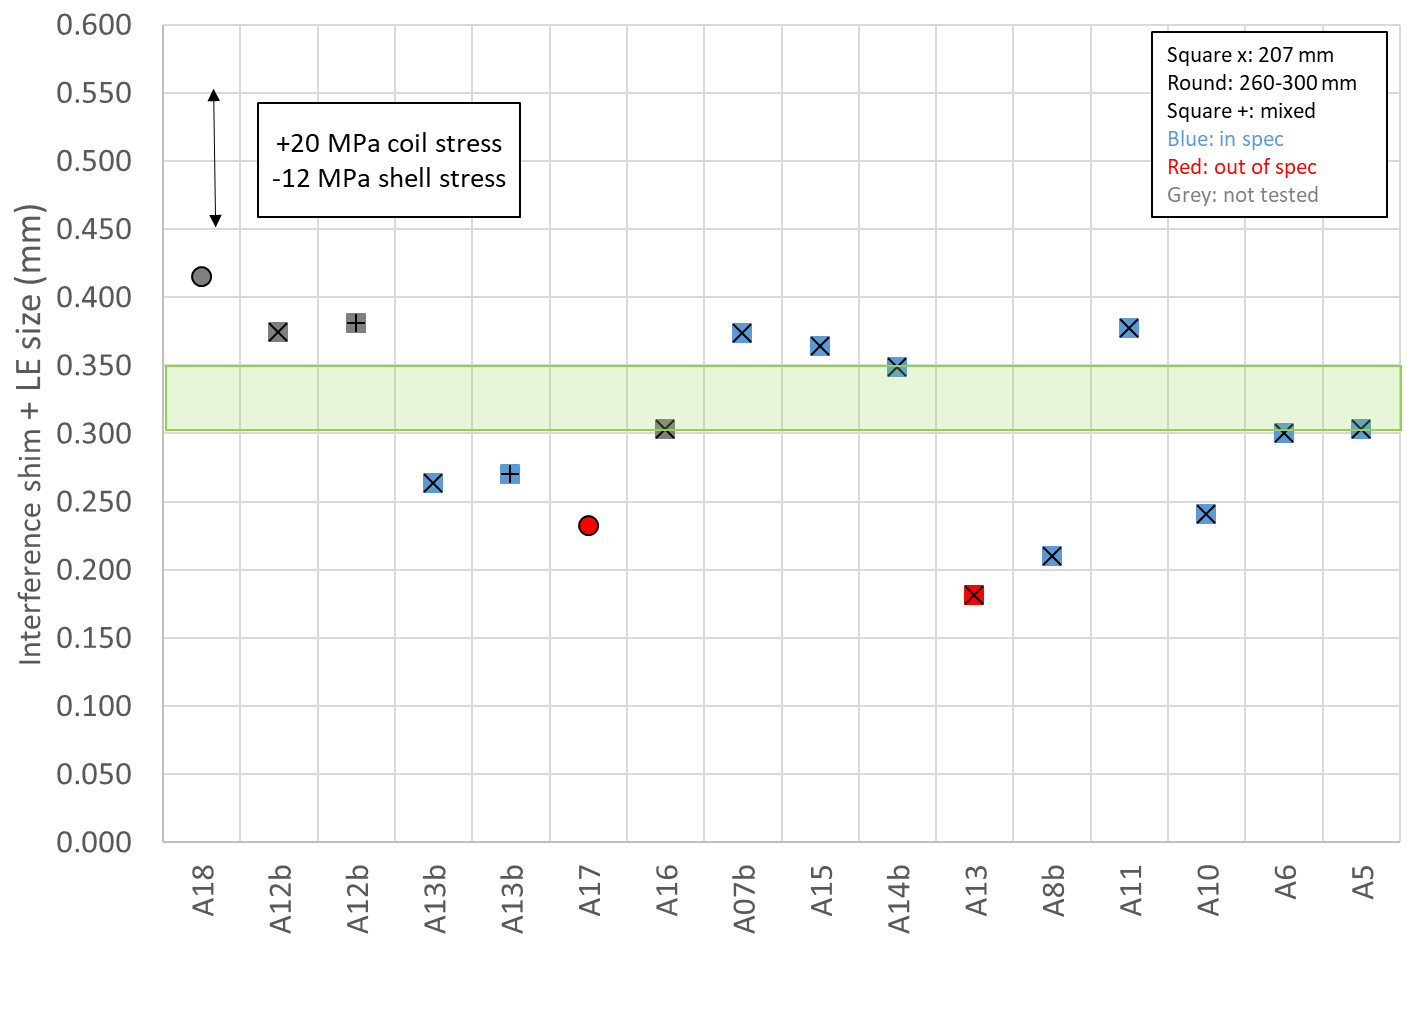 0.600
0.550
0.500
0.450
0.400
0.350
0.300
0.250
0.200
0.150
0.100
0.050
0.000
Interference shim + LE size (mm)
+20 MPa coil stress
-12 MPa shell stress
Square x: 207 mm
Round: 260-300 mm
Square +: mixed
Blue: in spec
Red: out of spec
Grey: not tested
A18
A12b
A12b
A13b
A13b
A17
A16
A07b
A15
A14b
A13
A8b
A11
A10
A6
A5